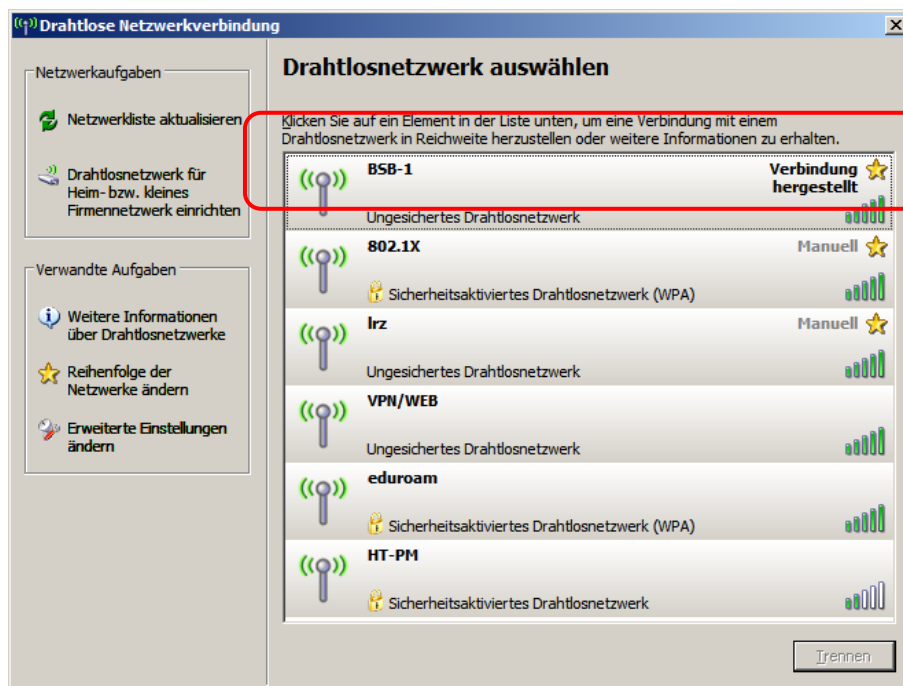 Drahtlose Netzwerkverbindung
Netzwerkaufgaben
Netzwerkliste aktualisieren
Drahtlosnetzwerk für
Heim- bzw. kleines
Firmennetzwerk einrichten
Verwandte Aufgaben
Weitere Informationen
über Drahtlosnetzwerke
Reihenfolge der
Netzwerke ändern
Erweiterte Einstellungen
ändern
Drahtlosnetzwerk auswählen
Klicken Sie auf ein Element in der Liste unten, um eine Verbindung mit einem
Drahtlosnetzwerk in Reichweite herzustellen oder weitere Informationen zu erhalten.
BSB-1
Verbindung
hergestellt
Ungesichertes Drahtlosnetzwerk
802.1X
Manuell
Sicherheitsaktiviertes Drahtlosnetzwerk (WPA)
lrz
Manuell
Ungesichertes Drahtlosnetzwerk
VPN/WEB
Ungesichertes Drahtlosnetzwerk
eduroam
Sicherheitsaktiviertes Drahtlosnetzwerk (WPA)
HT-PM
Sicherheitsaktiviertes Drahtlosnetzwerk
Trennen